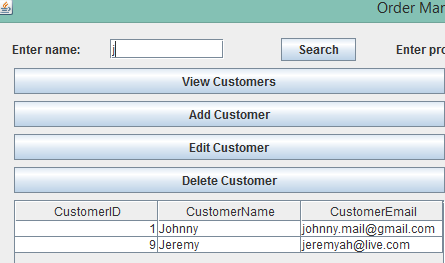 Order Mar
Enter name: j Search Enter pro
View Customers
Add Customer
Edit Customer
Delete Customer
CustomerID CustomerName CustomerEmail
1 Johnny johnny.mail@gmail.com
9 Jeremy jeremyah@live.com